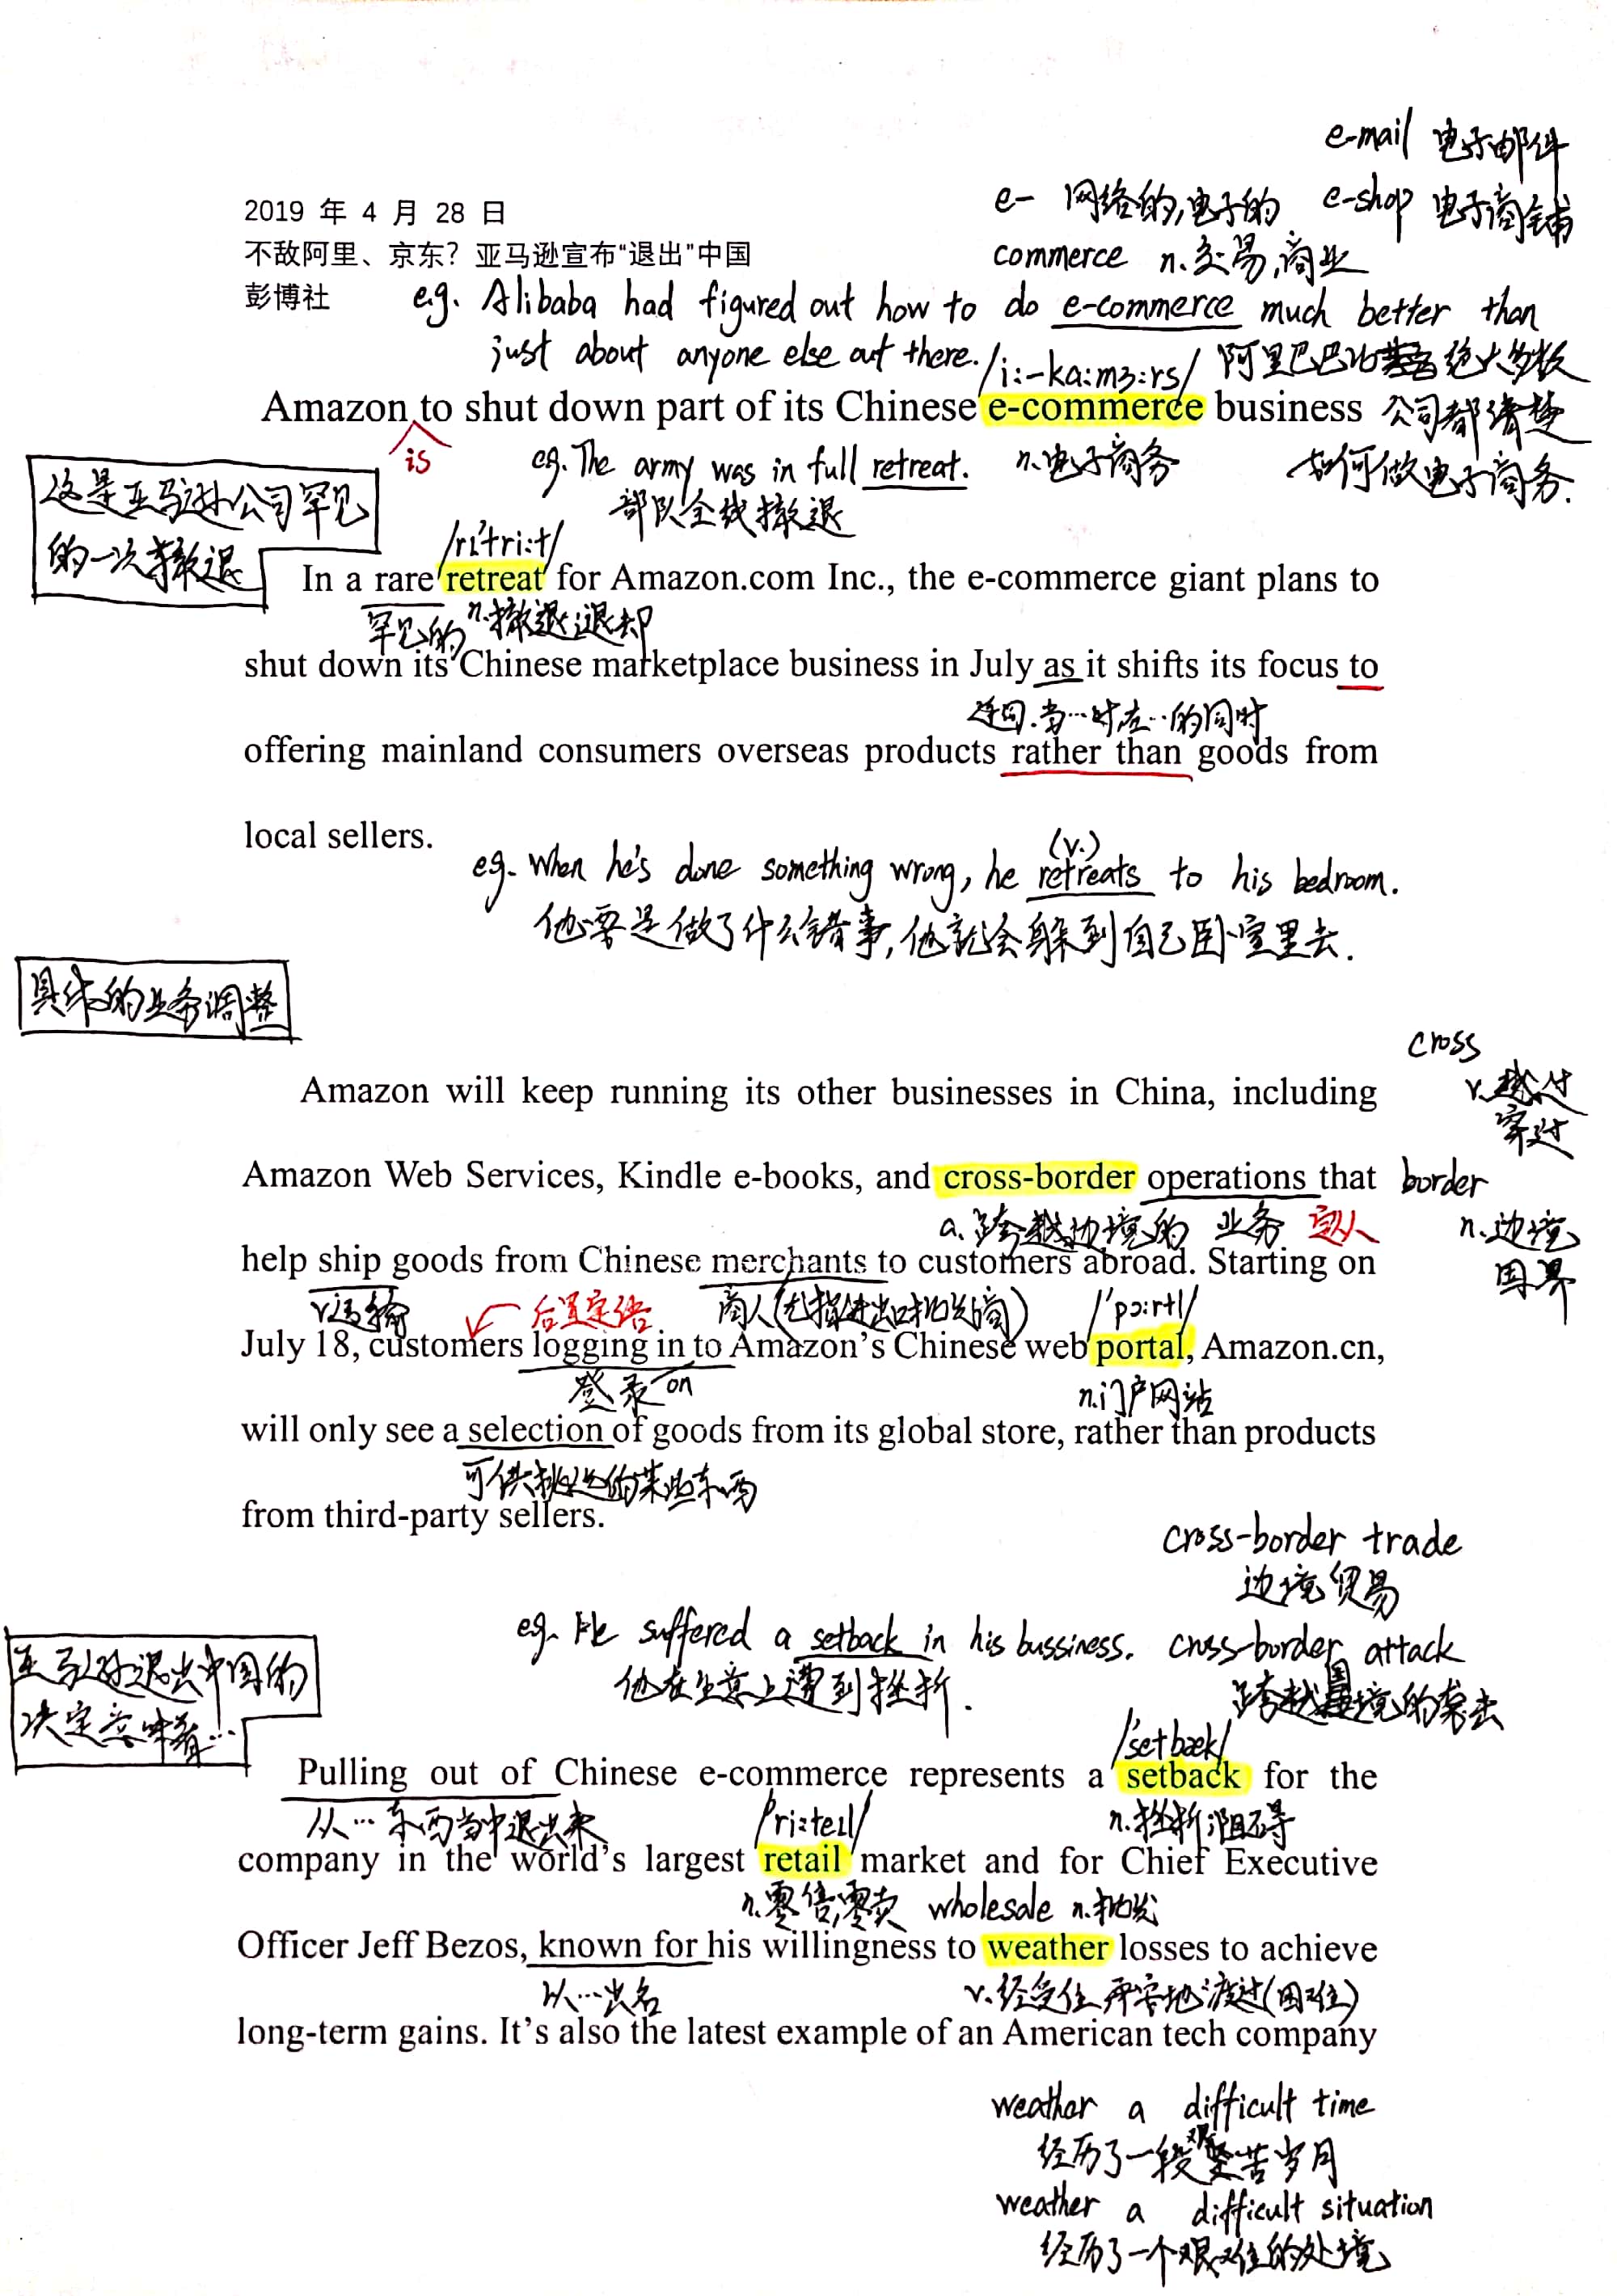 e-mail 电子邮件
2019 年 4 月 28 日
e- 网络的,电子的 e-shop 电子商铺
不敌阿里、京东？亚马逊宣布“退出”中国
commerce n.交易,商业
彭博社
e.g. Alibaba had figured out how to do e-commerce much better than
just about anyone else out there. /i:-kɑ:mɜ:rs/ 阿里巴巴比 绝大多数
Amazon to shut down part of its Chinese e-commerce business 公司都清楚
is
eg. The army was in full retreat. n.电子商务 如何做电子商务.
部队全线撤退
这是亚马逊公司罕见
的一次撤退
/rɪ'tri:t/
In a rare retreat for Amazon.com Inc., the e-commerce giant plans to
罕见的 n.撤退;退却
shut down its Chinese marketplace business in July as it shifts its focus to
连词.当…时/在…的同时
offering mainland consumers overseas products rather than goods from
local sellers.
(v.)
eg. When he's done something wrong, he retreats to his bedroom.
他要是做了什么错事,他就会躲到自己卧室里去.
具体的业务调整
cross
v.越过
穿过
Amazon will keep running its other businesses in China, including
Amazon Web Services, Kindle e-books, and cross-border operations that border
a.跨越边境的 业务 定从 n.边境
国界
help ship goods from Chinese merchants to customers abroad. Starting on
v.运输 后置定语 商人(尤指进出口批发商) /'pɔ:rtl/
July 18, customers logging in to Amazon’s Chinese web portal, Amazon.cn,
登录 on n.门户网站
will only see a selection of goods from its global store, rather than products
可供挑选的某些东西
from third-party sellers.
cross-border trade
边境贸易
eg. He suffered a setback in his bussiness. cross-border attack
他在生意上遭到挫折. 跨越国境的袭击
亚马逊退出中国的
决定意味着…
/'setbæk/
Pulling out of Chinese e-commerce represents a setback for the
从…东西当中退出来 /'ri:teɪl/ n.挫折;阻碍
company in the world’s largest retail market and for Chief Executive
n.零售,零卖 wholesale n.批发
Officer Jeff Bezos, known for his willingness to weather losses to achieve
以…出名 v.经受住,平安地渡过(困难)
long-term gains. It’s also the latest example of an American tech company
weather a difficult time
经历了一段艰苦岁月
weather a difficult situation
经历了一个艰难的处境